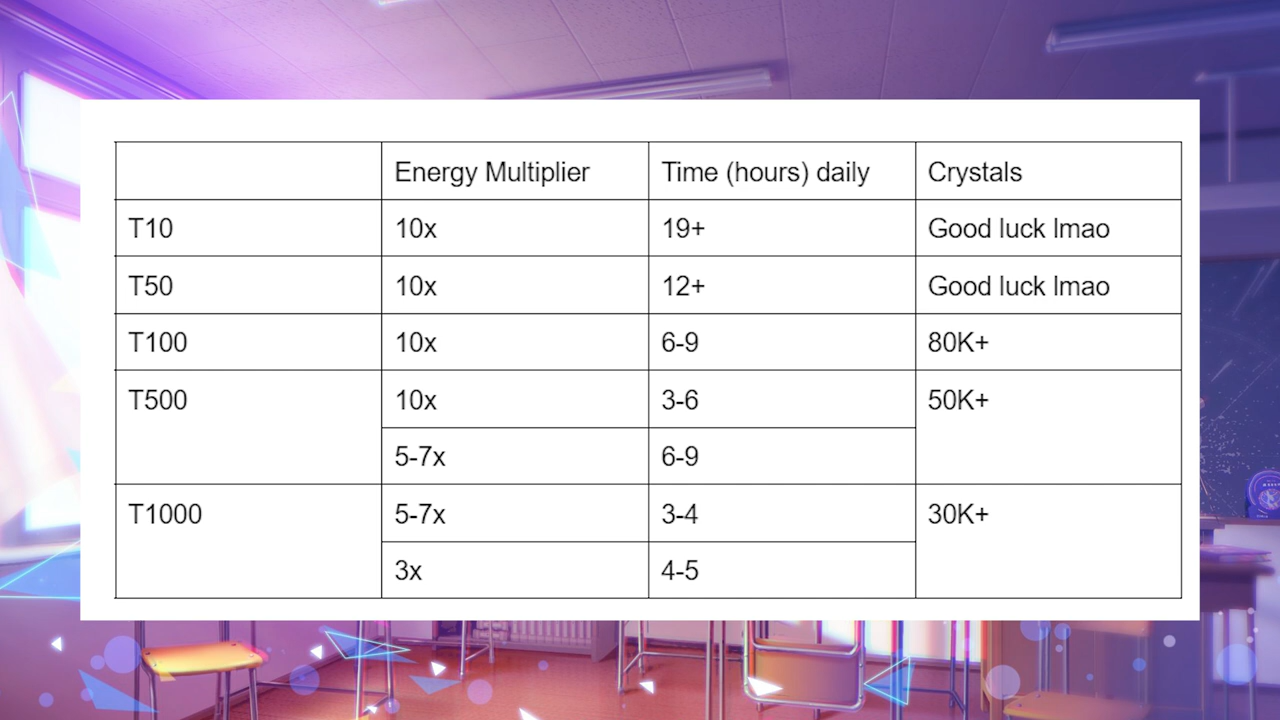 Energy Multiplier Time (hours) daily Crystals
T10 10x 19+ Good luck lmao
T50 10x 12+ Good luck lmao
T100 10x 6-9 80K+
T500 10x 3-6 50K+
5-7x 6-9
T1000 5-7x 3-4 30K+
3x 4-5